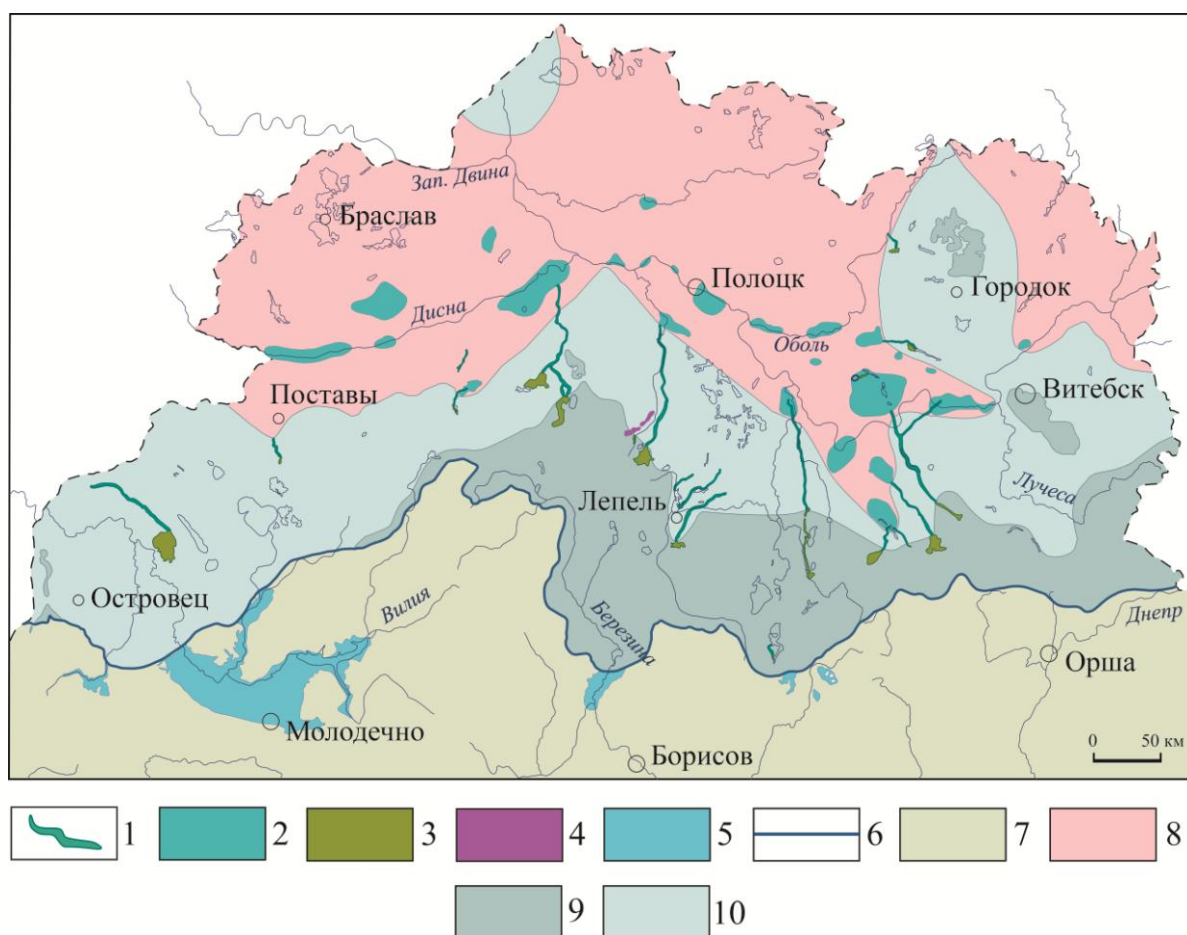 Зап. Двина
Браслав
Полоцк
Городок
Дисна
Оболь
Поставы
Витебск
Лучеса
Лепель
Островец
Вилия
Березина
Днепр
Орша
Молодечно
Борисов
0 50 км
1 2 3 4 5 6 7 8
9 10